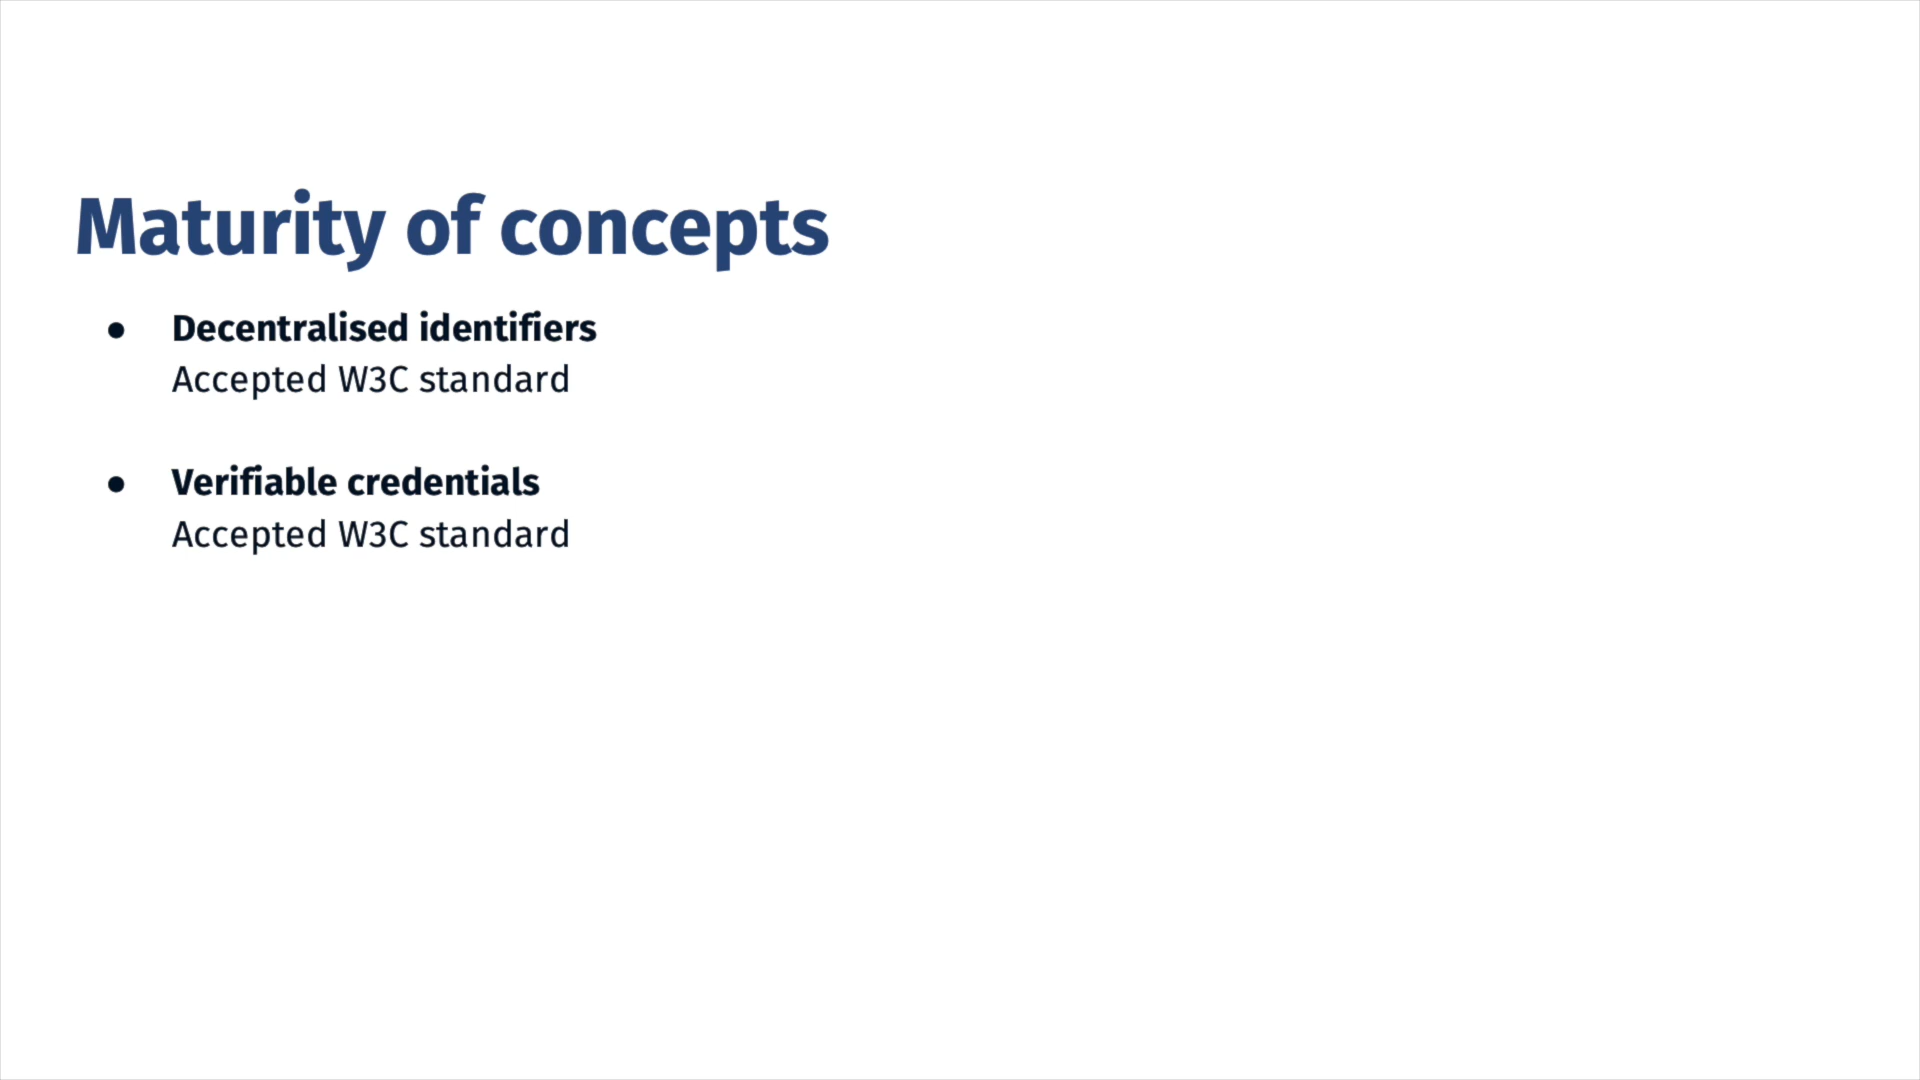 Maturity of concepts
● Decentralised identifiers
Accepted W3C standard
● Verifiable credentials
Accepted W3C standard